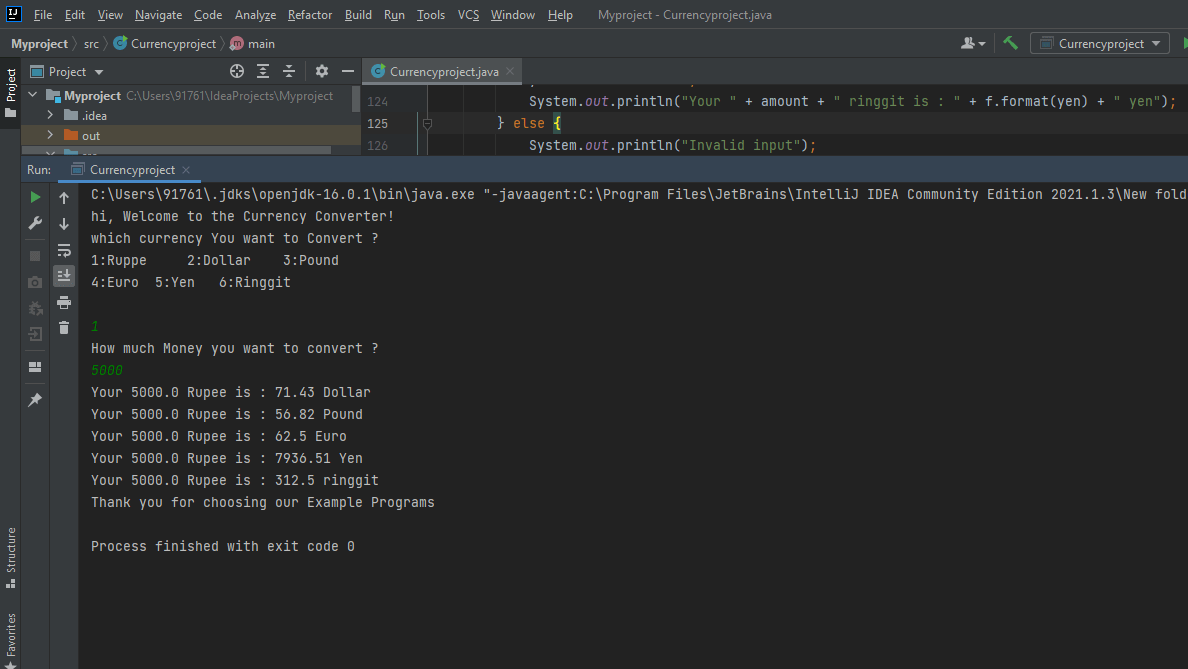 File Edit View Navigate Code Analyze Refactor Build Run Tools VCS Window Help Myproject - Currencyproject.java
Myproject src Currencyproject main Currencyproject
Project
Project Currencyproject.java
Myproject C:\Users\91761\IdeaProjects\Myproject
.idea
out
124 System.out.println("Your " + amount + " ringgit is : " + f.format(yen) + " yen");
125 } else {
126 System.out.println("Invalid input");
Run: Currencyproject
C:\Users\91761\.jdks\openjdk-16.0.1\bin\java.exe "-javaagent:C:\Program Files\JetBrains\IntelliJ IDEA Community Edition 2021.1.3\New fold
hi, Welcome to the Currency Converter!
which currency You want to Convert ?
1:Ruppe 2:Dollar 3:Pound
4:Euro 5:Yen 6:Ringgit
1
How much Money you want to convert ?
5000
Your 5000.0 Rupee is : 71.43 Dollar
Your 5000.0 Rupee is : 56.82 Pound
Your 5000.0 Rupee is : 62.5 Euro
Your 5000.0 Rupee is : 7936.51 Yen
Your 5000.0 Rupee is : 312.5 ringgit
Thank you for choosing our Example Programs
Process finished with exit code 0
Structure
Favorites